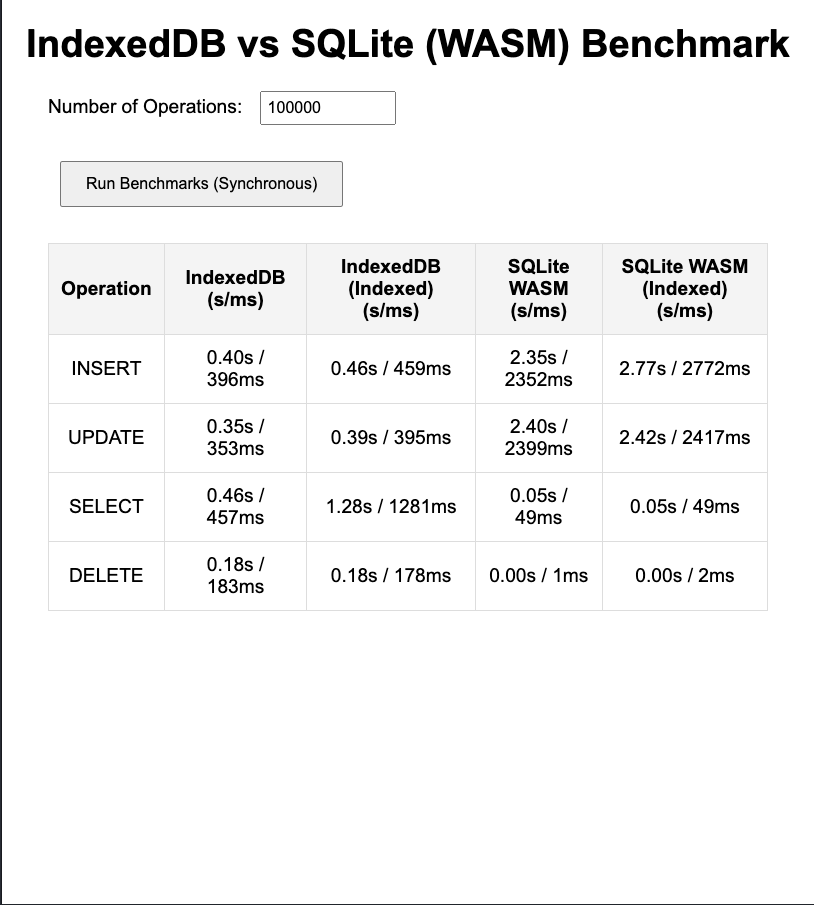 IndexedDB vs SQLite (WASM) Benchmark
Number of Operations: 100000
Run Benchmarks (Synchronous)
Operation
IndexedDB
(s/ms)
IndexedDB
(Indexed)
(s/ms)
SQLite
WASM
(s/ms)
SQLite WASM
(Indexed)
(s/ms)
INSERT
0.40s /
396ms
0.46s / 459ms
2.35s /
2352ms
2.77s / 2772ms
UPDATE
0.35s /
353ms
0.39s / 395ms
2.40s /
2399ms
2.42s / 2417ms
SELECT
0.46s /
457ms
1.28s / 1281ms
0.05s /
49ms
0.05s / 49ms
DELETE
0.18s /
183ms
0.18s / 178ms
0.00s / 1ms
0.00s / 2ms